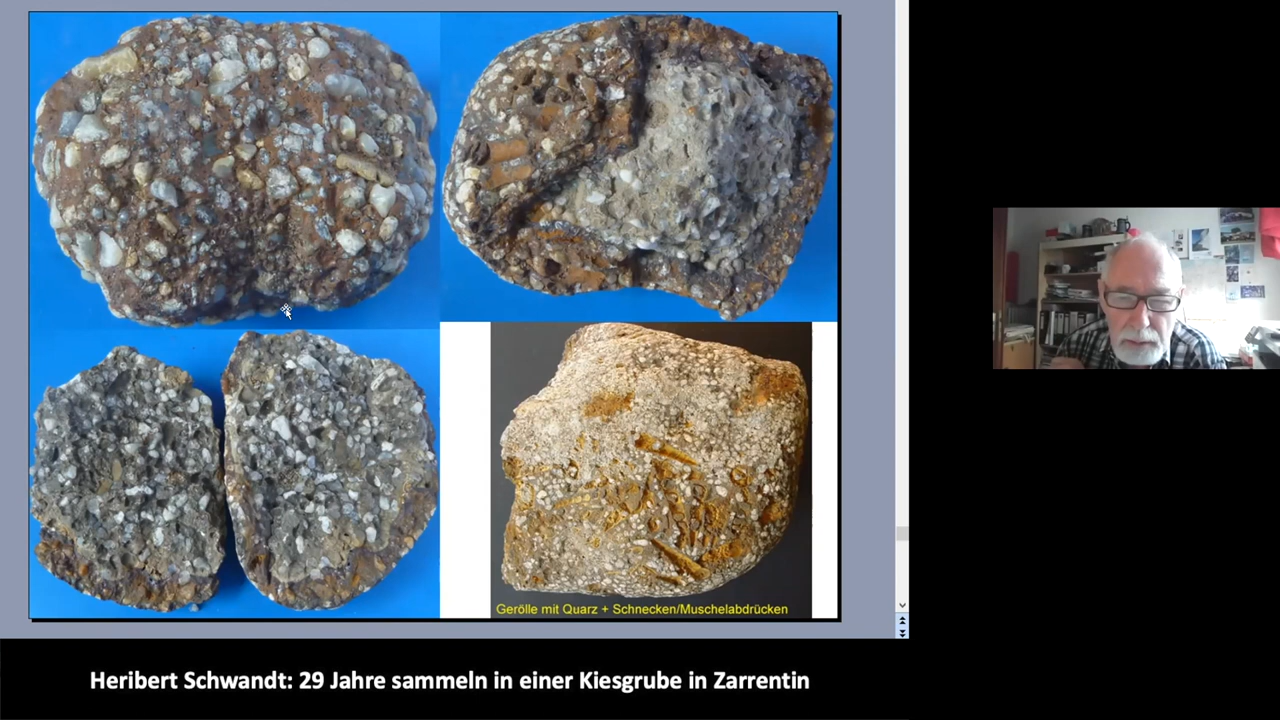 Gerölle mit Quarz + Schnecken/Muschelabdrücken
Heribert Schwandt: 29 Jahre sammeln in einer Kiesgrube in Zarrentin